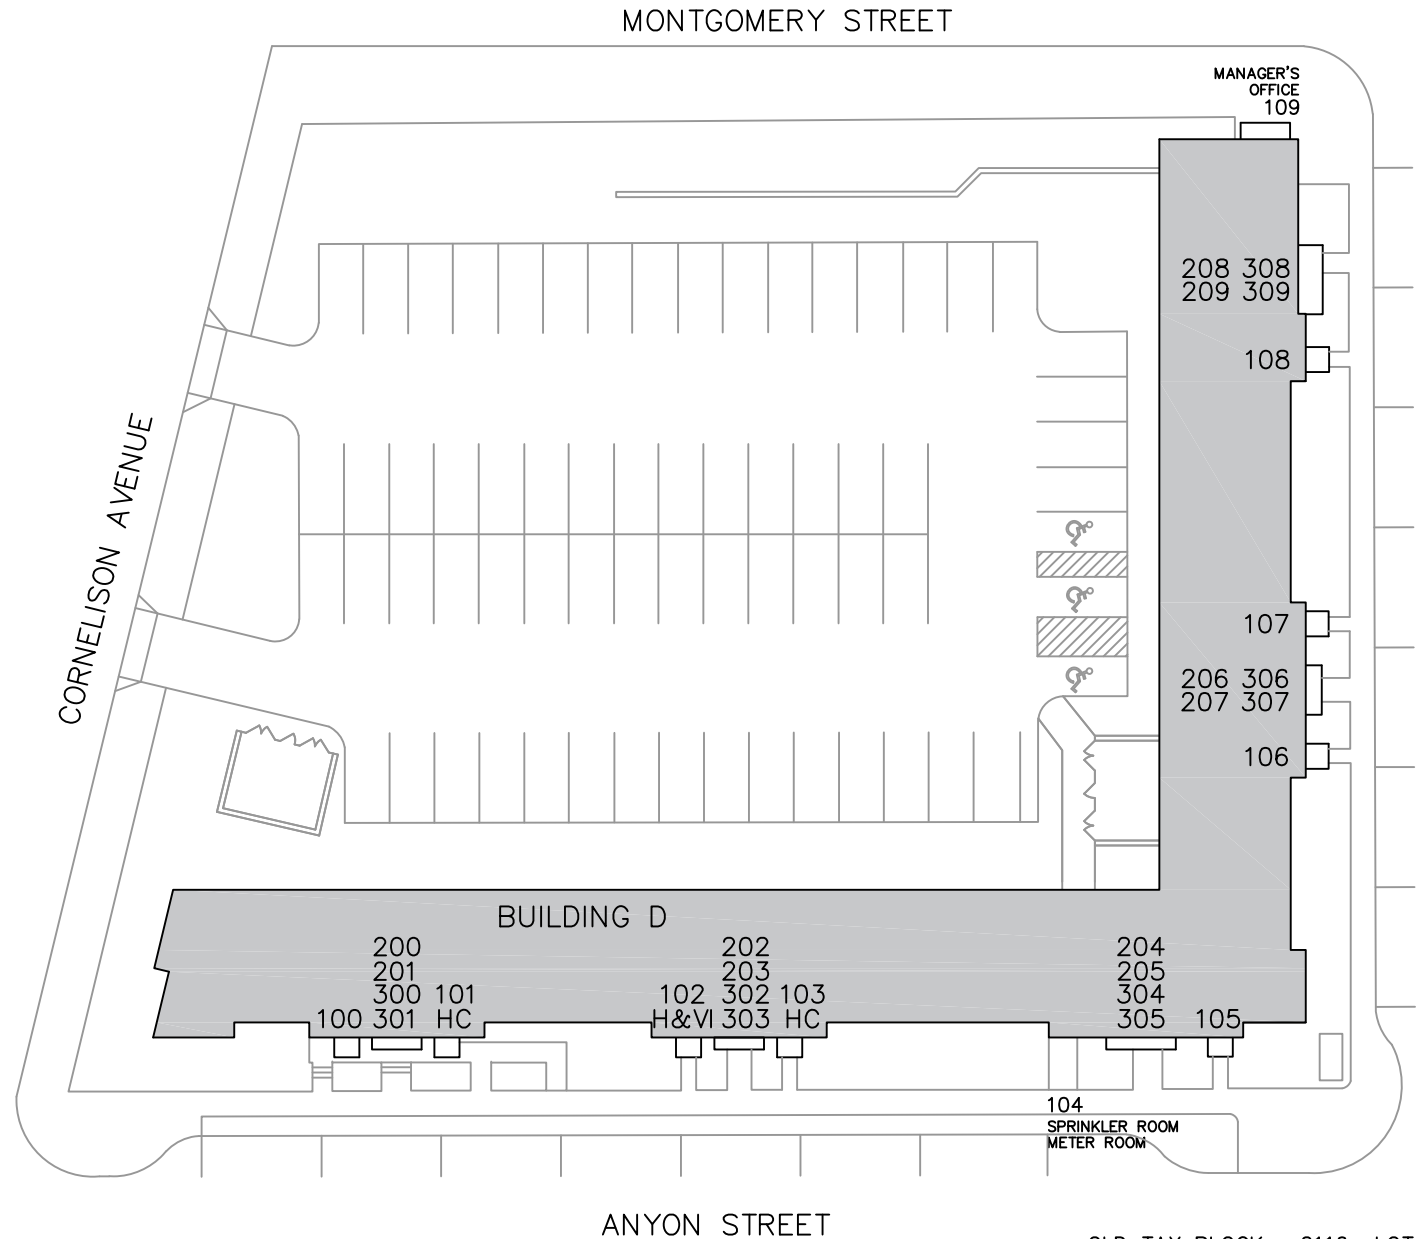 MONTGOMERY STREET
MANAGER'S
OFFICE
109
208 308
209 309
108
CORNELISON AVENUE
107
206 306
207 307
106
BUILDING D
200
201
300 101
100 301 HC
202
203
102 302 103
H&VI 303 HC
204
205
304
305 105
104
SPRINKLER ROOM
METER ROOM
ANYON STREET